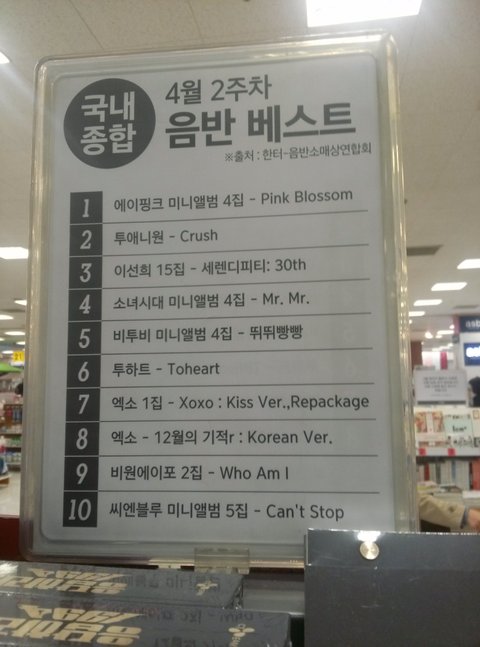 국내
종합
4월 2주차
음반 베스트
※출처 : 한터-음반소매상연합회
1 에이핑크 미니앨범 4집 - Pink Blossom
2 투애니원 - Crush
3 이선희 15집 - 세렌디피티: 30th
4 소녀시대 미니앨범 4집 - Mr. Mr.
5 비투비 미니앨범 4집 - 뛰뛰빵빵
6 투하트 - Toheart
7 엑소 1집 - Xoxo : Kiss Ver.,Repackage
8 엑소 - 12월의 기적r : Korean Ver.
9 비원에이포 2집 - Who Am I
10 씨엔블루 미니앨범 5집 - Can't Stop